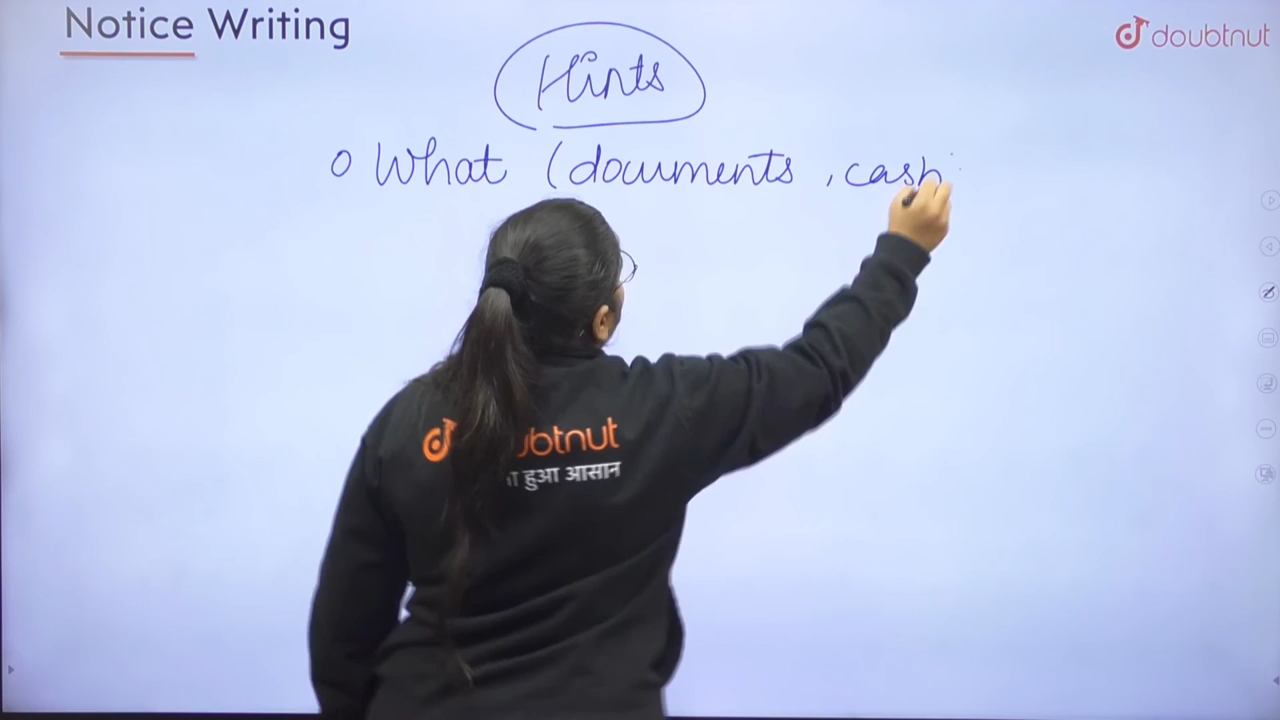 Notice Writing
doubtnut
Hints
o What (documents, cash
ubtnut
हुआ आसान